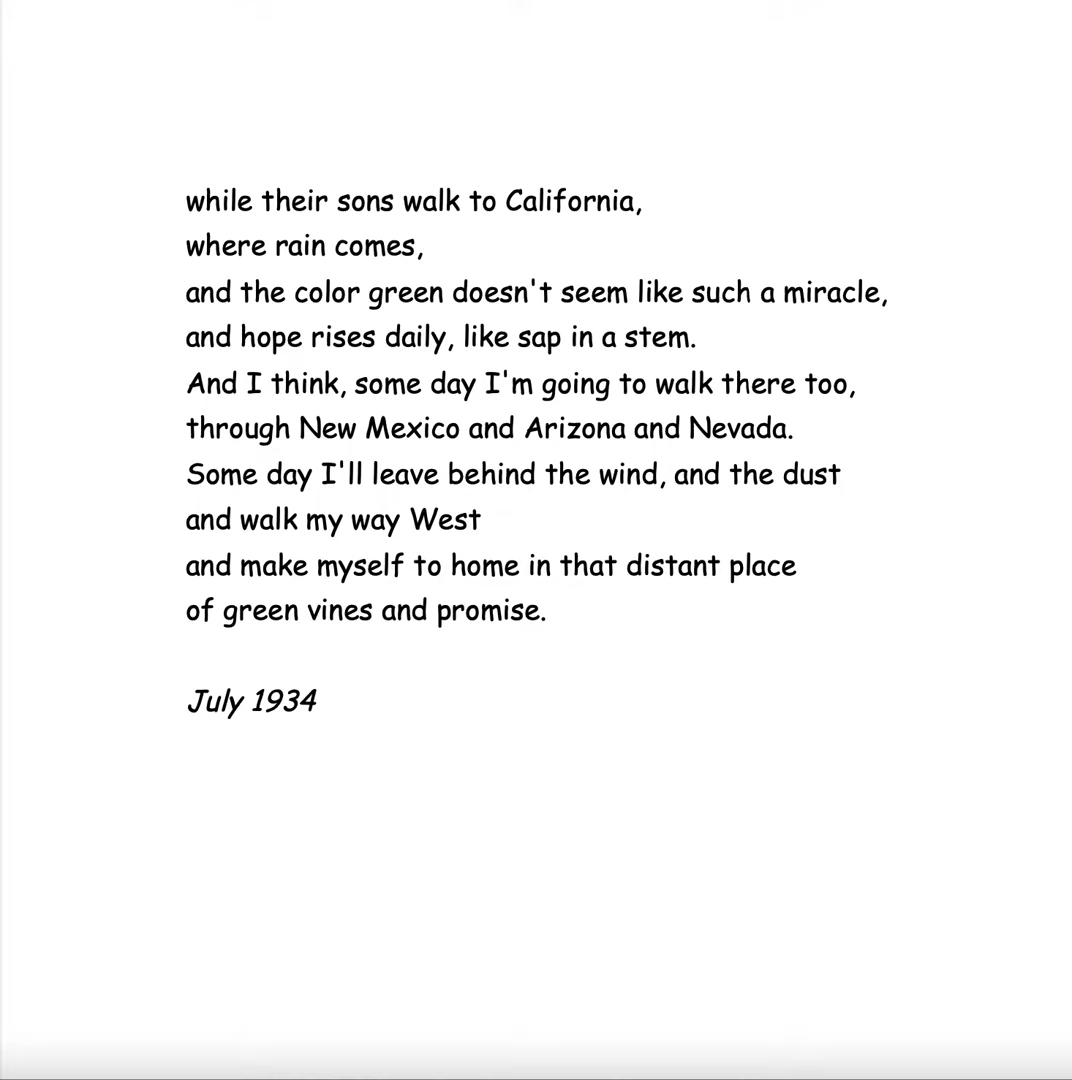 while their sons walk to California,
where rain comes,
and the color green doesn't seem like such a miracle,
and hope rises daily, like sap in a stem.
And I think, some day I'm going to walk there too,
through New Mexico and Arizona and Nevada.
Some day I'll leave behind the wind, and the dust
and walk my way West
and make myself to home in that distant place
of green vines and promise.
July 1934